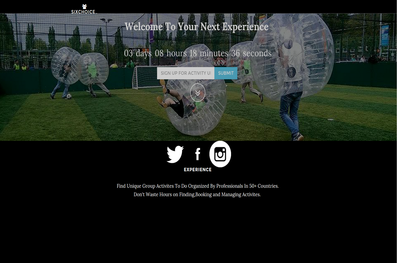 SIXCHOICE
Welcome To Your Next Experience
03 days 08 hours 18 minutes 36 seconds
SIGN UP FOR ACTIVITY U SUBMIT
EXPERIENCE
Find Unique Group Activites To Do Organized By Professionals In 50+ Countries.
Don't Waste Hours on Finding,Booking and Managing Activites.